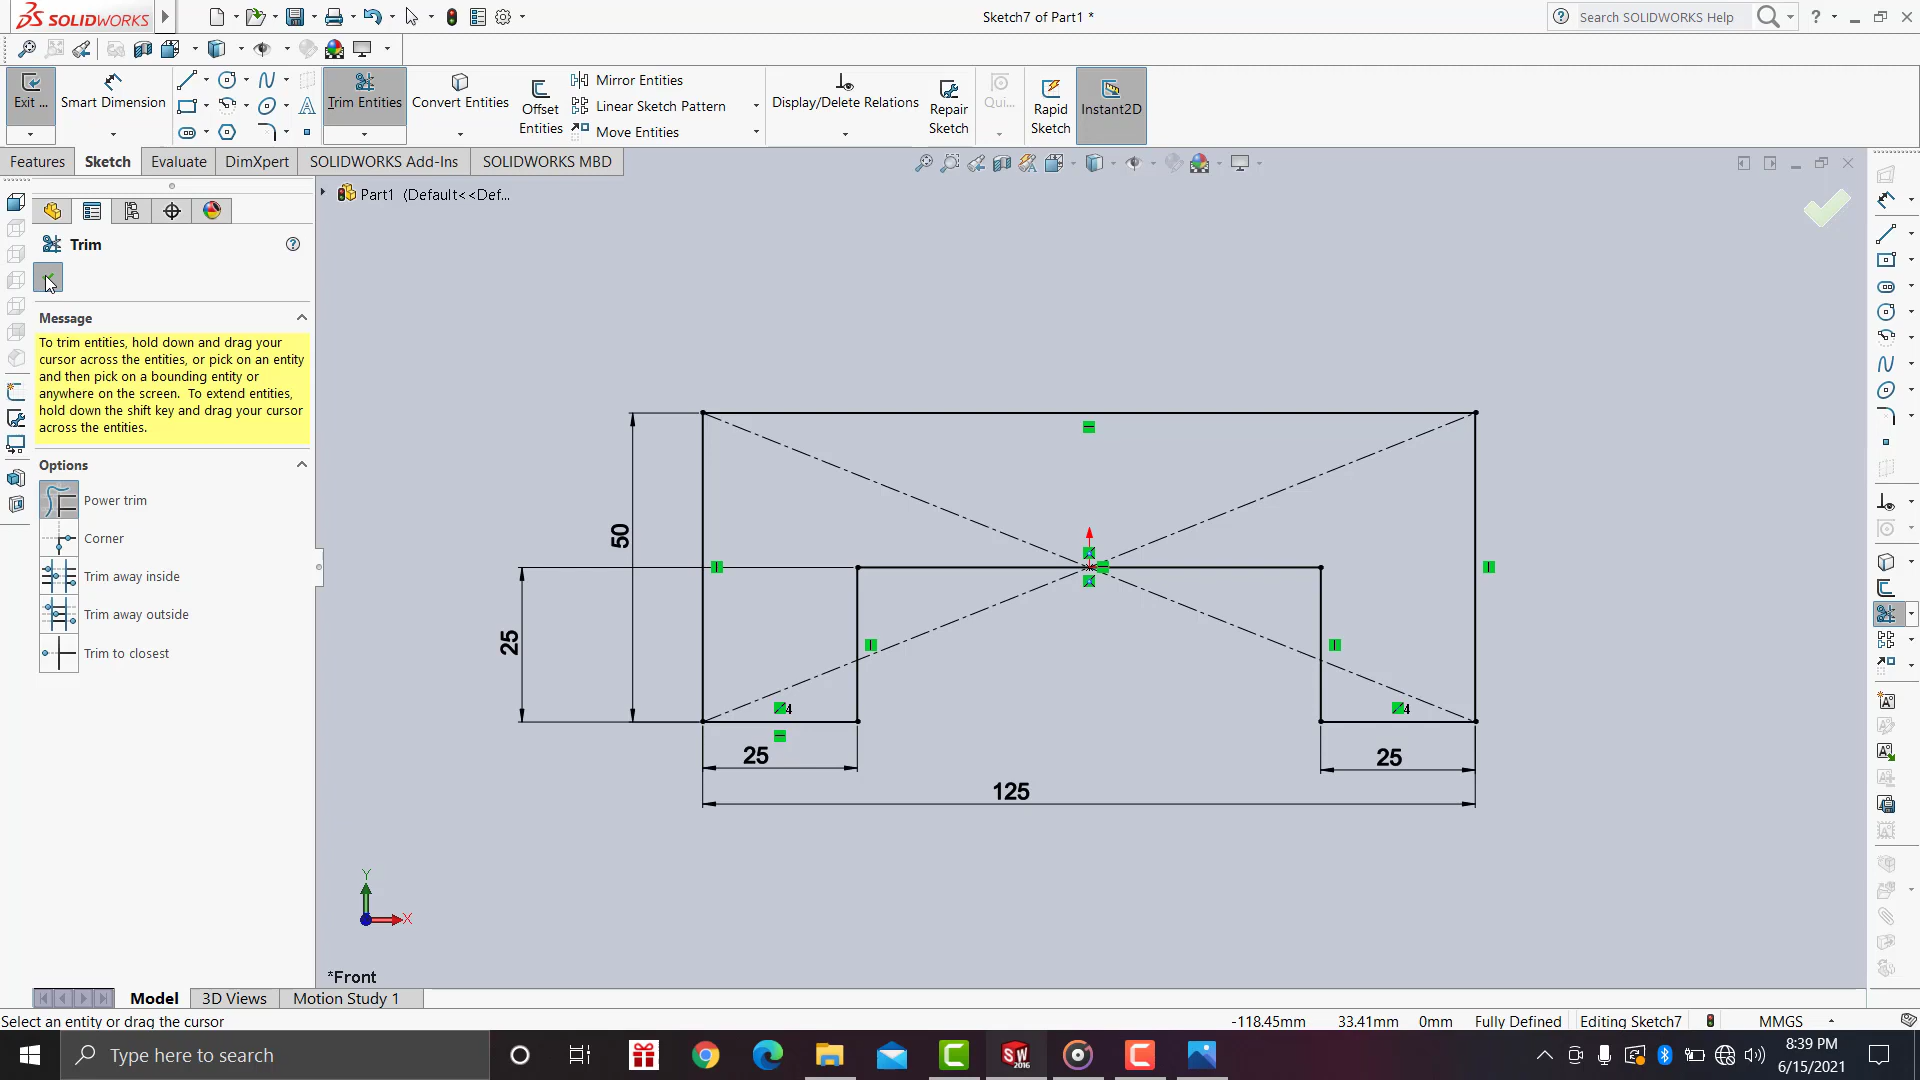 SOLIDWORKS
Sketch7 of Part1 *
Search SOLIDWORKS Help
Exit ...
Smart Dimension
Trim Entities
Convert Entities
Offset
Entities
Mirror Entities
Linear Sketch Pattern
Move Entities
Display/Delete Relations
Repair
Sketch
Qui...
Rapid
Sketch
Instant2D
Features
Sketch
Evaluate
DimXpert
SOLIDWORKS Add-Ins
SOLIDWORKS MBD
Part1 (Default<<Def...
Trim
Message
To trim entities, hold down and drag your
cursor across the entities, or pick on an entity
and then pick on a bounding entity or
anywhere on the screen. To extend entities,
hold down the shift key and drag your cursor
across the entities.
Options
Power trim
Corner
Trim away inside
Trim away outside
Trim to closest
50
25
4
4
25
25
125
Y
X
*Front
Model
3D Views
Motion Study 1
Select an entity or drag the cursor
-118.45mm
33.41mm
0mm
Fully Defined
Editing Sketch7
MMGS
Type here to search
SW
2016
8:39 PM
6/15/2021